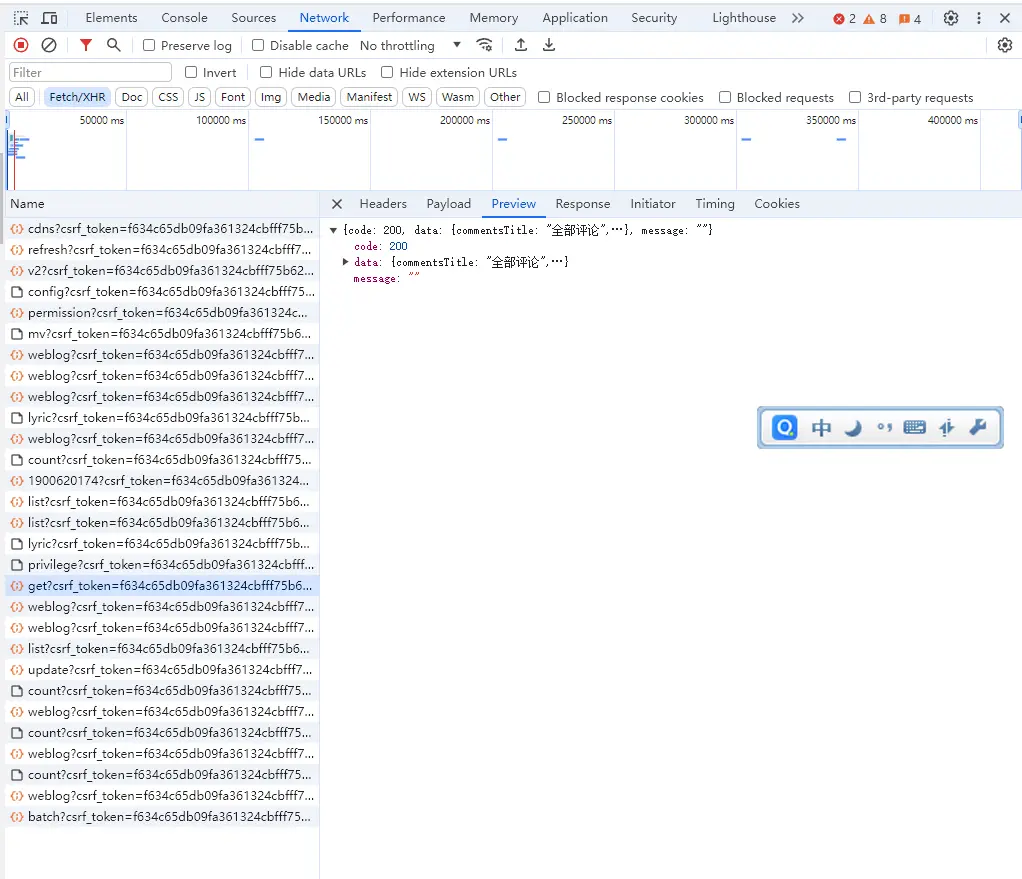 Elements Console Sources Network Performance Memory Application Security Lighthouse 2 8 4
Preserve log Disable cache No throttling
Filter Invert Hide data URLs Hide extension URLs
All Fetch/XHR Doc CSS JS Font Img Media Manifest WS Wasm Other Blocked response cookies Blocked requests 3rd-party requests
50000 ms 100000 ms 150000 ms 200000 ms 250000 ms 300000 ms 350000 ms 400000 ms
Name
cdns?csrf_token=f634c65db09fa361324cbfff75b...
refresh?csrf_token=f634c65db09fa361324cbfff75...
v2?csrf_token=f634c65db09fa361324cbfff75b62...
config?csrf_token=f634c65db09fa361324cbfff75...
permission?csrf_token=f634c65db09fa361324c...
mv?csrf_token=f634c65db09fa361324cbfff75b6...
weblog?csrf_token=f634c65db09fa361324cbfff7...
weblog?csrf_token=f634c65db09fa361324cbfff7...
weblog?csrf_token=f634c65db09fa361324cbfff7...
lyric?csrf_token=f634c65db09fa361324cbfff75b...
weblog?csrf_token=f634c65db09fa361324cbfff7...
count?csrf_token=f634c65db09fa361324cbfff75...
1900620174?csrf_token=f634c65db09fa361324...
list?csrf_token=f634c65db09fa361324cbfff75b6...
list?csrf_token=f634c65db09fa361324cbfff75b6...
lyric?csrf_token=f634c65db09fa361324cbfff75b...
privilege?csrf_token=f634c65db09fa361324cbfff...
get?csrf_token=f634c65db09fa361324cbfff75b6...
weblog?csrf_token=f634c65db09fa361324cbfff7...
weblog?csrf_token=f634c65db09fa361324cbfff7...
list?csrf_token=f634c65db09fa361324cbfff75b6...
update?csrf_token=f634c65db09fa361324cbfff7...
count?csrf_token=f634c65db09fa361324cbfff75...
weblog?csrf_token=f634c65db09fa361324cbfff7...
count?csrf_token=f634c65db09fa361324cbfff75...
weblog?csrf_token=f634c65db09fa361324cbfff7...
count?csrf_token=f634c65db09fa361324cbfff75...
weblog?csrf_token=f634c65db09fa361324cbfff7...
batch?csrf_token=f634c65db09fa361324cbfff75...
Headers Payload Preview Response Initiator Timing Cookies
{code: 200, data: {commentsTitle: "全部评论",…}, message: ""}
code: 200
data: {commentsTitle: "全部评论",…}
message: ""
中